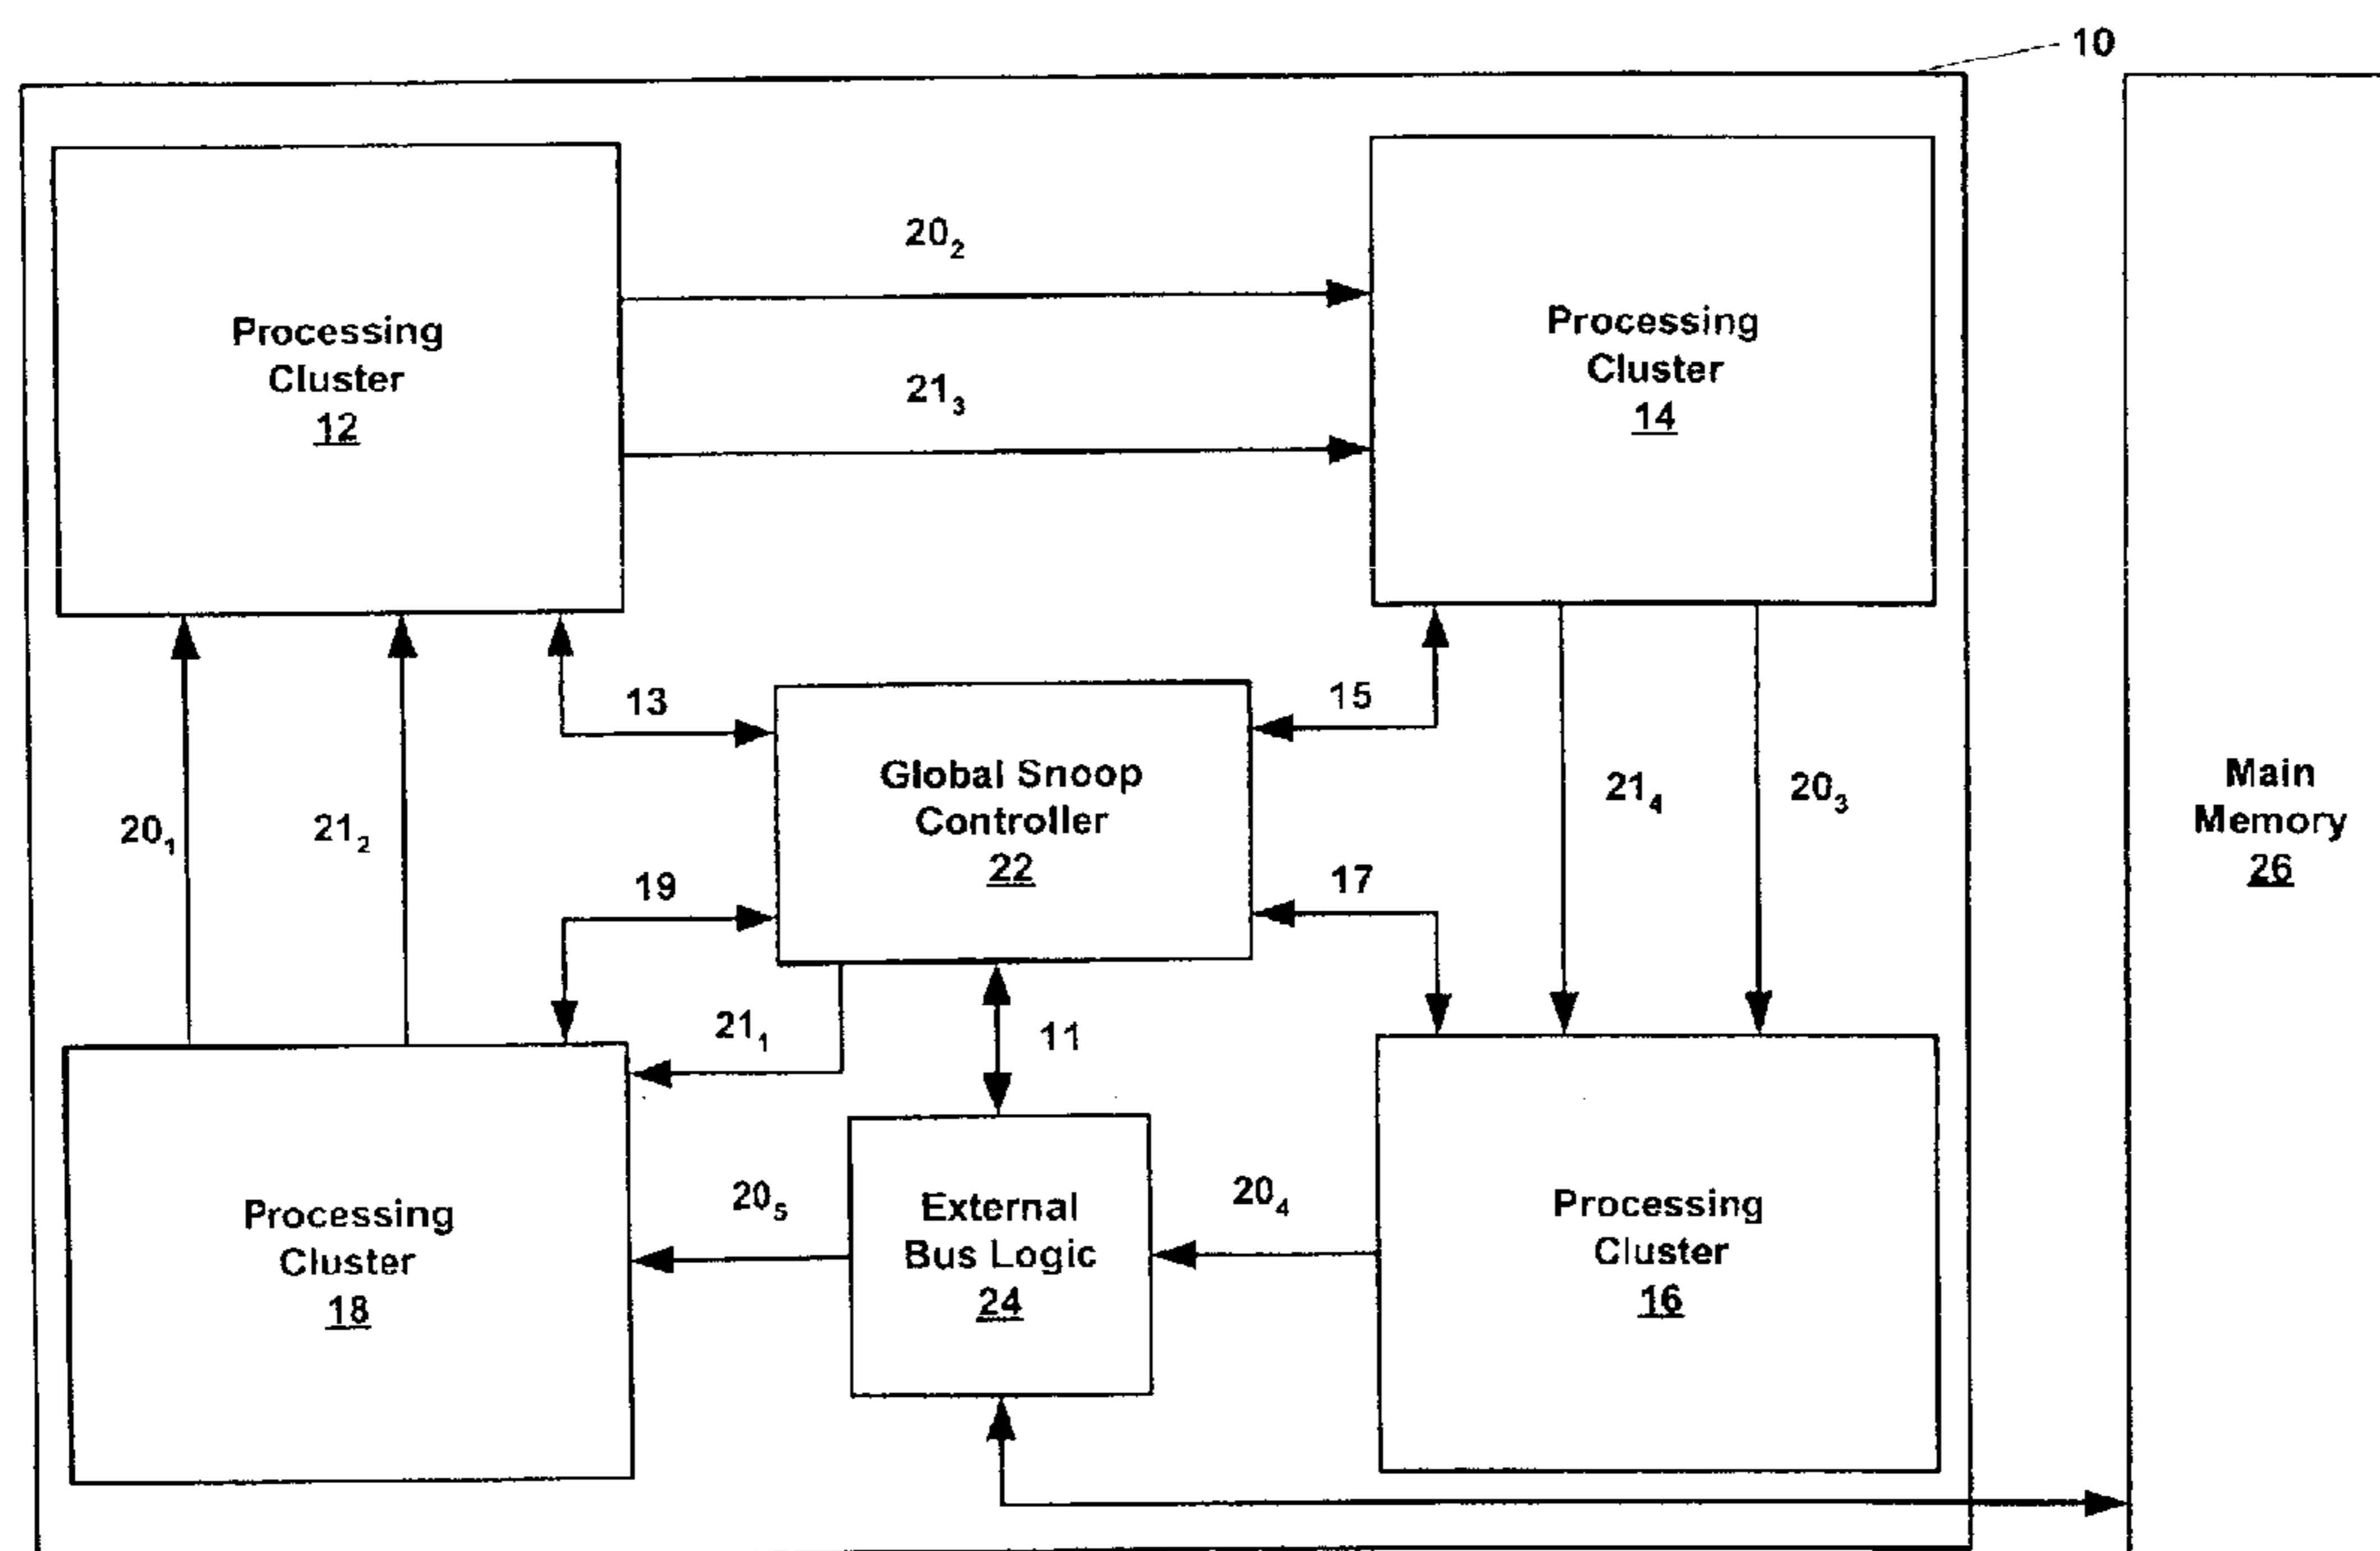 10
Processing
Cluster
12
20₂
21₃
Processing
Cluster
14
13
15
Global Snoop
Controller
22
20₁
21₂
21₄
20₃
Main
Memory
26
19
17
21₁
11
Processing
Cluster
18
20₅
External
Bus Logic
24
20₄
Processing
Cluster
16